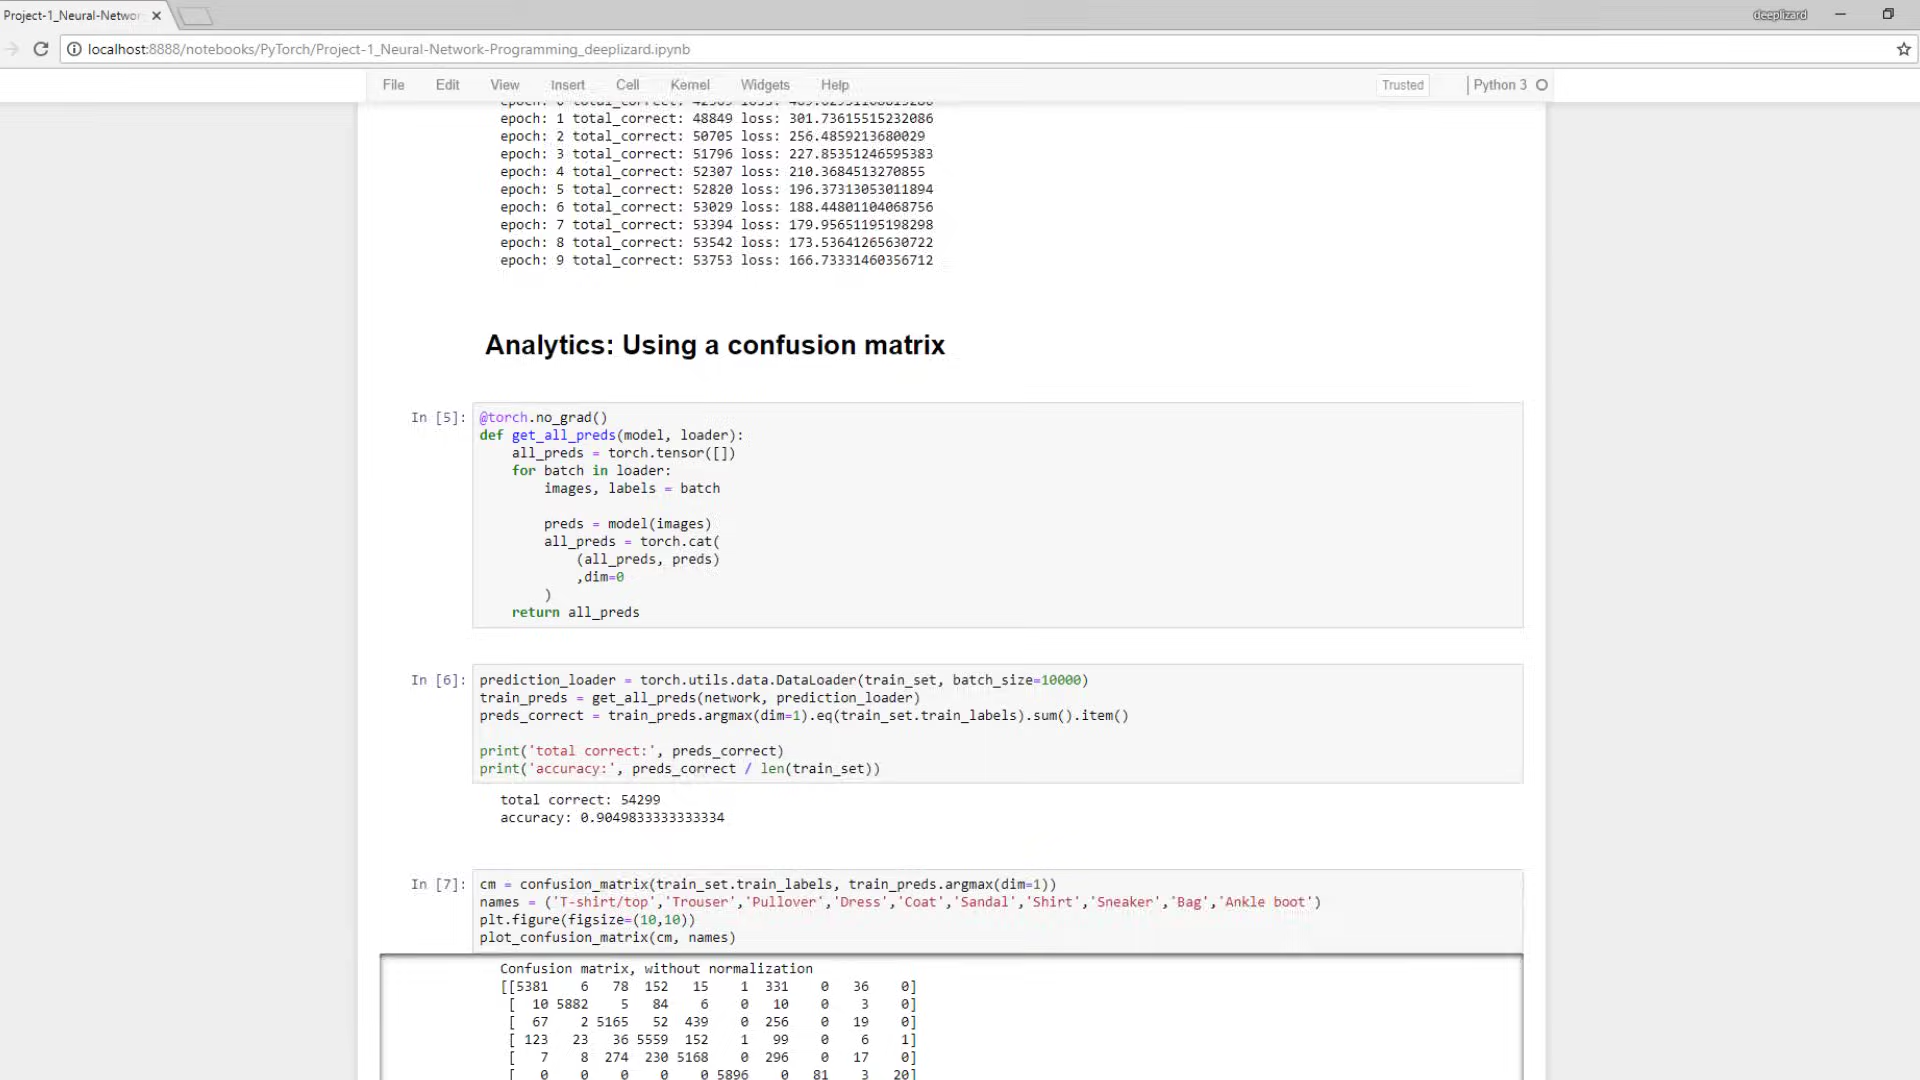 Project-1_Neural-Networ
deeplizard
localhost:8888/notebooks/PyTorch/Project-1_Neural-Network-Programming_deeplizard.ipynb
File Edit View Insert Cell Kernel Widgets Help Trusted Python 3
epoch: 1 total_correct: 48849 loss: 301.73615515232086
epoch: 2 total_correct: 50705 loss: 256.4859213680029
epoch: 3 total_correct: 51796 loss: 227.85351246595383
epoch: 4 total_correct: 52307 loss: 210.3684513270855
epoch: 5 total_correct: 52820 loss: 196.37313053011894
epoch: 6 total_correct: 53029 loss: 188.44801104068756
epoch: 7 total_correct: 53394 loss: 179.95651195198298
epoch: 8 total_correct: 53542 loss: 173.53641265630722
epoch: 9 total_correct: 53753 loss: 166.73331460356712
Analytics: Using a confusion matrix
In [5]: @torch.no_grad()
def get_all_preds(model, loader):
all_preds = torch.tensor([])
for batch in loader:
images, labels = batch
preds = model(images)
all_preds = torch.cat(
(all_preds, preds)
,dim=0
)
return all_preds
In [6]: prediction_loader = torch.utils.data.DataLoader(train_set, batch_size=10000)
train_preds = get_all_preds(network, prediction_loader)
preds_correct = train_preds.argmax(dim=1).eq(train_set.train_labels).sum().item()
print('total correct:', preds_correct)
print('accuracy:', preds_correct / len(train_set))
total correct: 54299
accuracy: 0.9049833333333334
In [7]: cm = confusion_matrix(train_set.train_labels, train_preds.argmax(dim=1))
names = ('T-shirt/top','Trouser','Pullover','Dress','Coat','Sandal','Shirt','Sneaker','Bag','Ankle boot')
plt.figure(figsize=(10,10))
plot_confusion_matrix(cm, names)
Confusion matrix, without normalization
[[5381 6 78 152 15 1 331 0 36 0]
[ 10 5882 5 84 6 0 10 0 3 0]
[ 67 2 5165 52 439 0 256 0 19 0]
[ 123 23 36 5559 152 1 99 0 6 1]
[ 7 8 274 230 5168 0 296 0 17 0]
[ 0 0 0 0 0 5896 0 81 3 20]